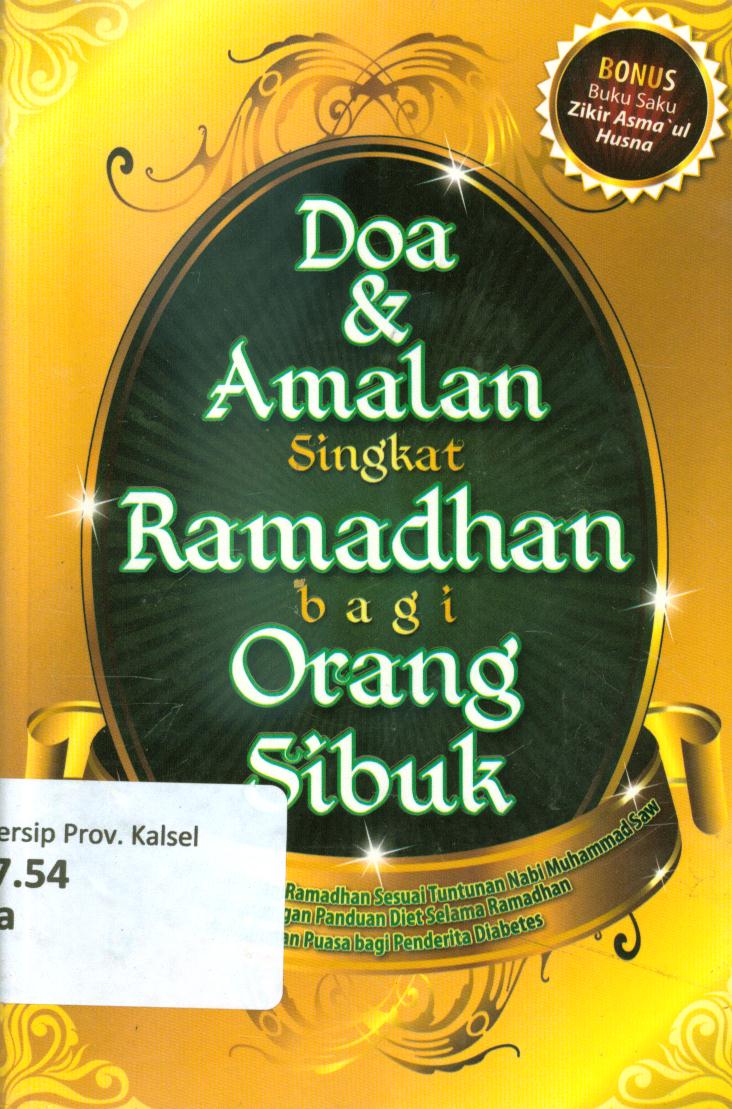 BONUS
Buku Saku
Zikir Asma`ul
Husna
Doa
&
Amalan
Singkat
Ramadhan
bagi
Orang
Sibuk
Ramadhan Sesuai Tuntunan Nabi Muhammad Saw
gan Panduan Diet Selama Ramadhan
an Puasa bagi Penderita Diabetes
ersip Prov. Kalsel
7.54
a